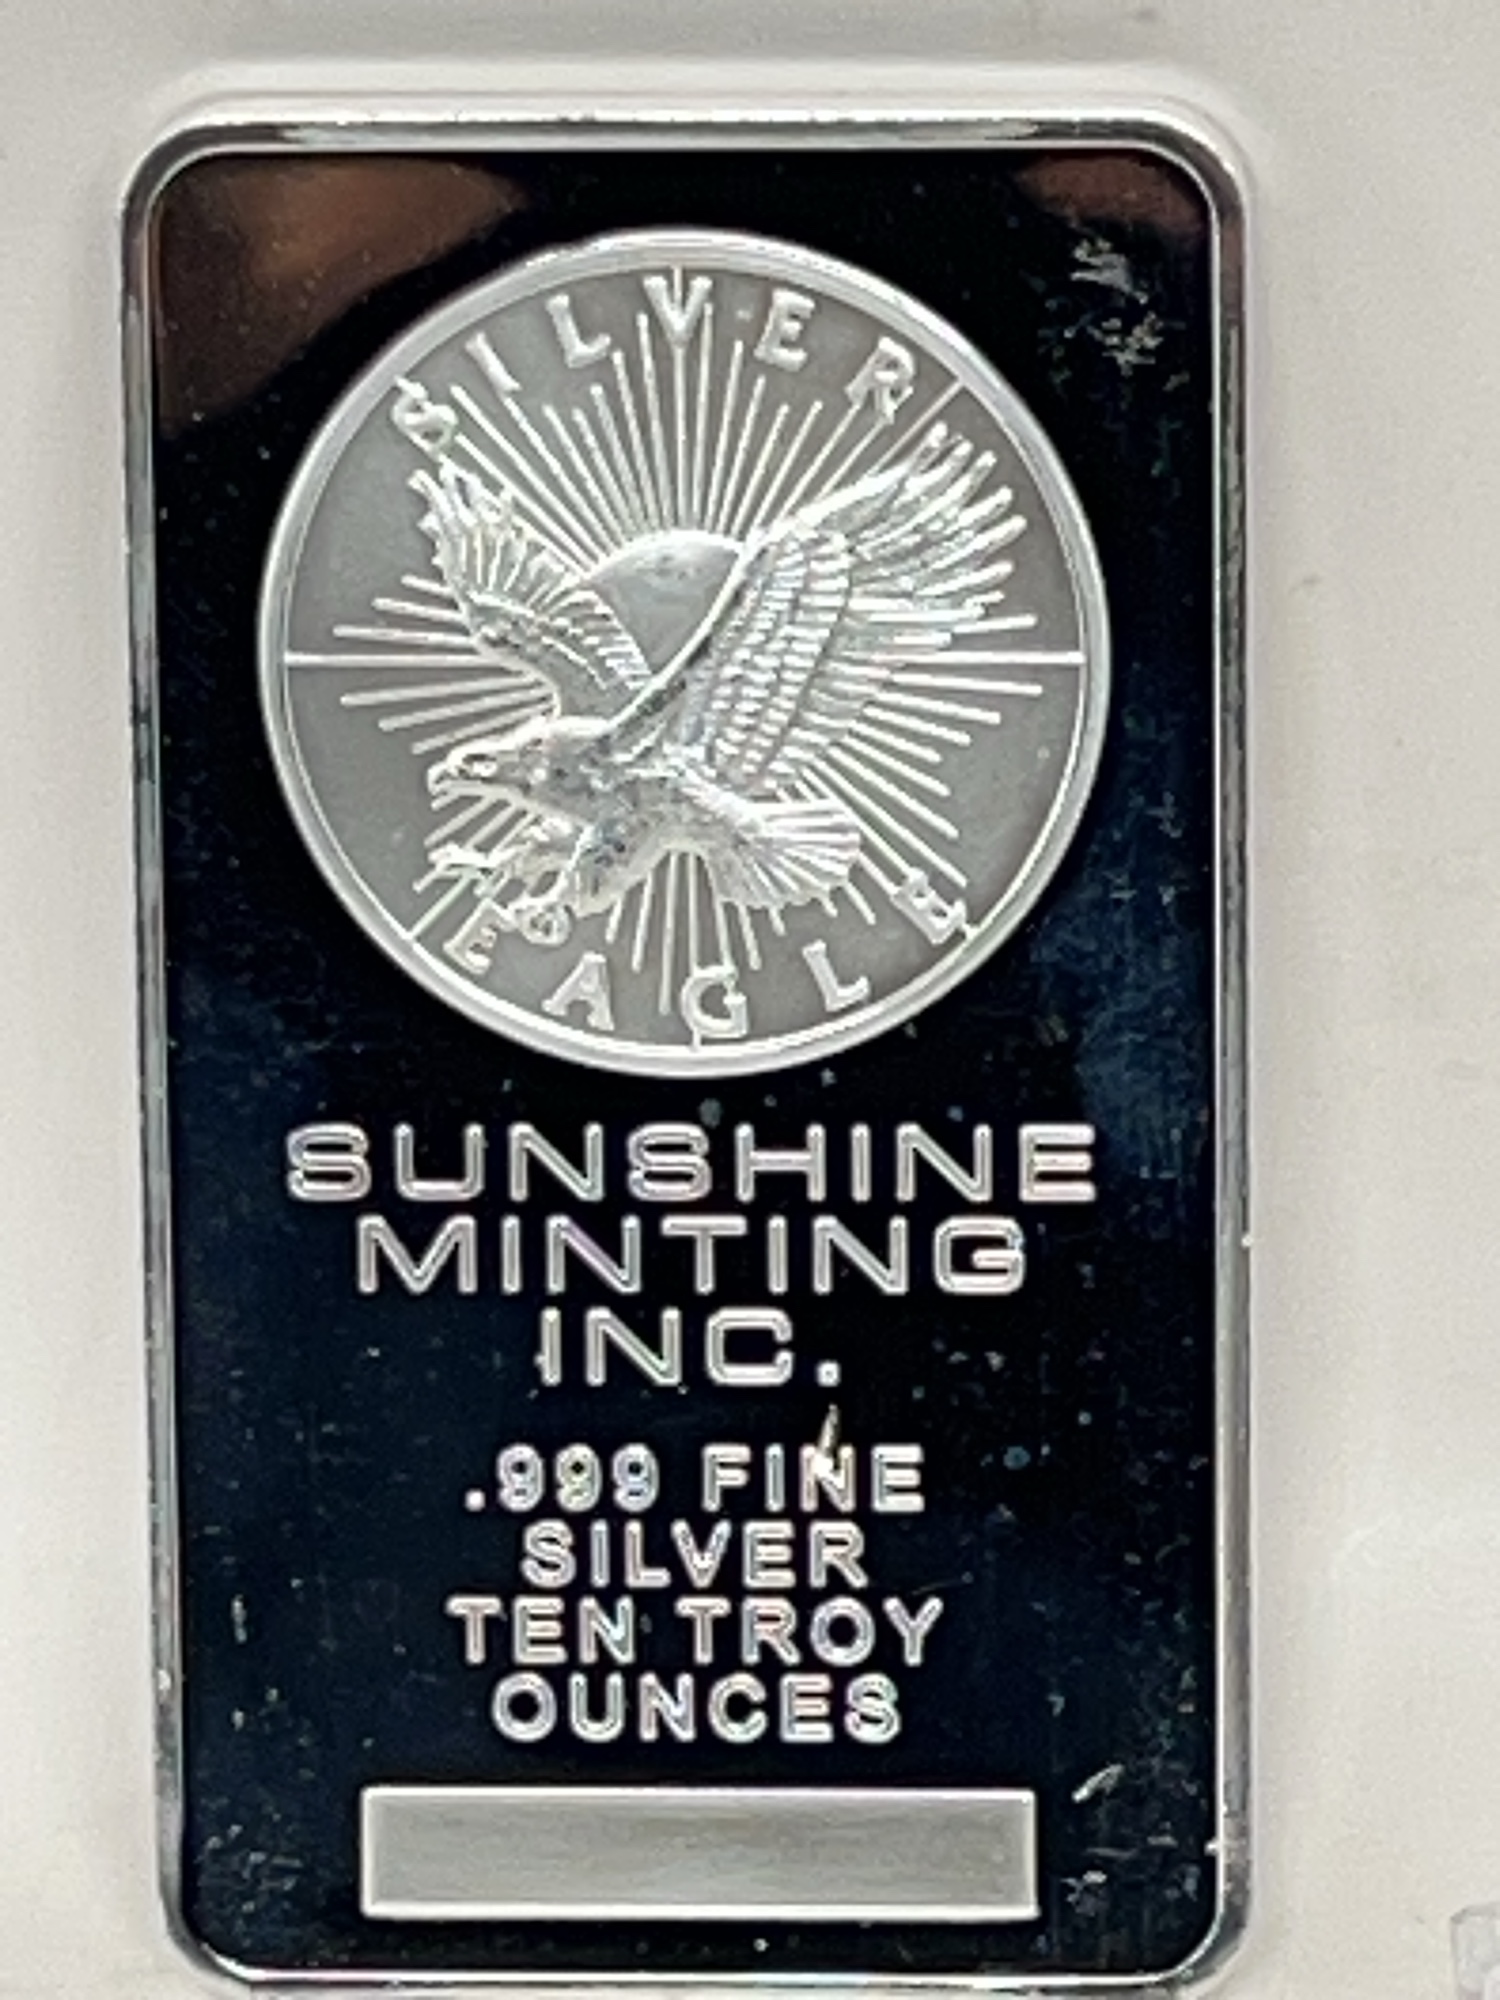 SILVER
EAGLE
SUNSHINE
MINTING
INC.
.999 FINE
SILVER
TEN TROY
OUNCES